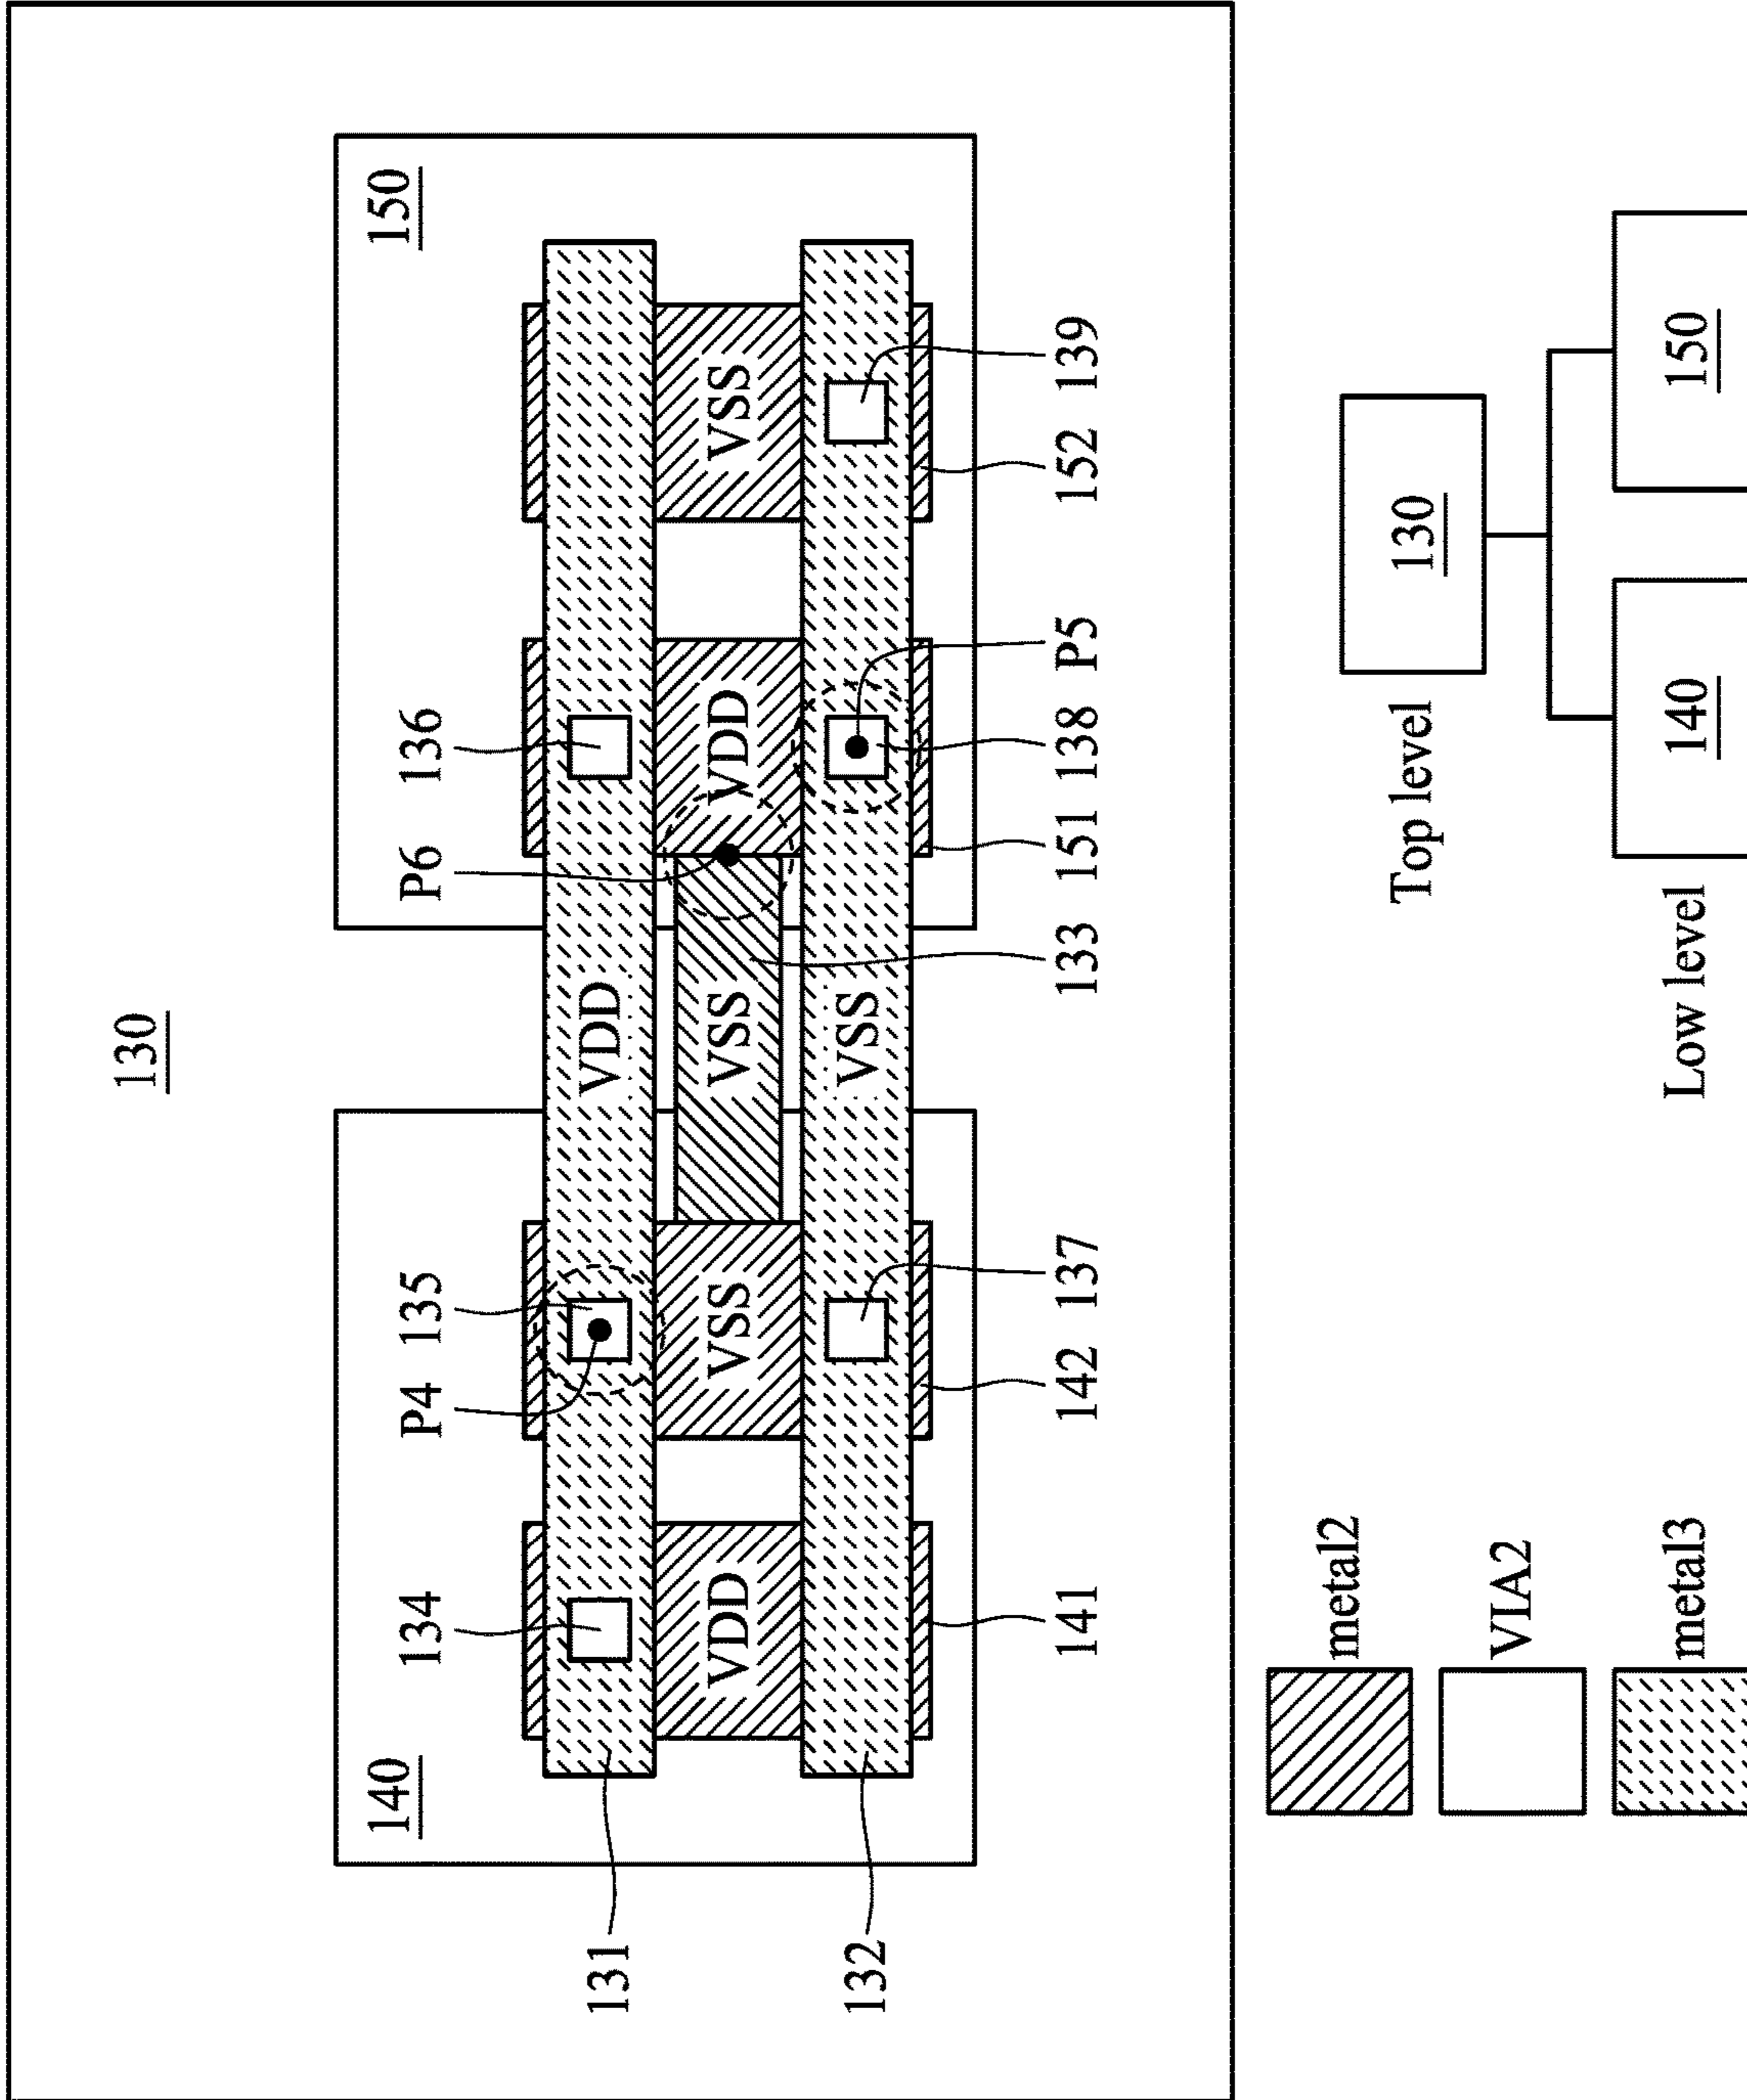 130
140
150
P4 135
134
P6
136
131
VDD
VDD
VSS
VSS
VDD
VSS
132
VSS
141
142 137
133
151 138 P5
152 139
metal2
VIA2
metal3
Top level
130
Low level
140
150